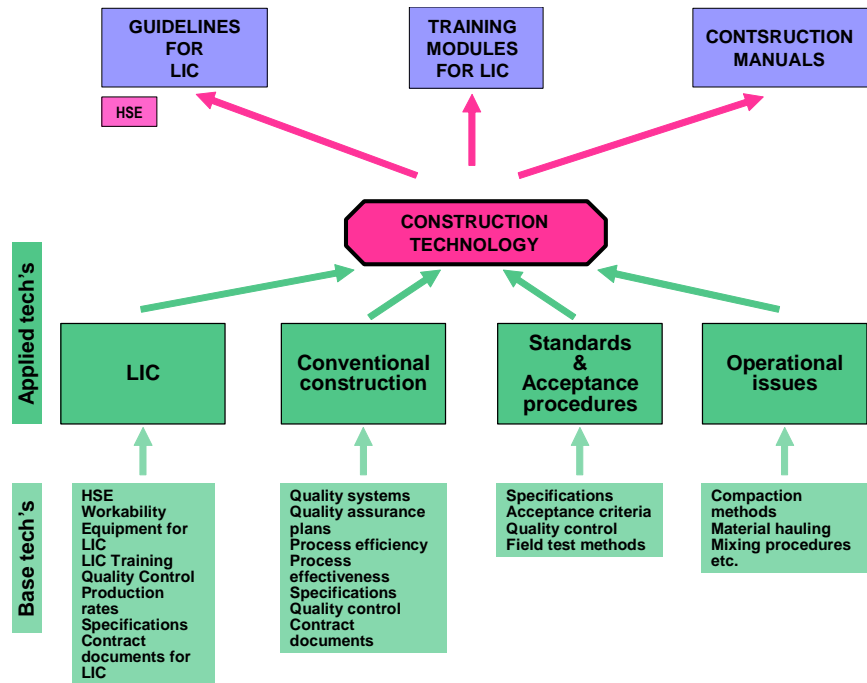 GUIDELINES
FOR
LIC
TRAINING
MODULES
FOR LIC
CONTSRUCTION
MANUALS
HSE
CONSTRUCTION
TECHNOLOGY
Applied tech's
LIC
Conventional
construction
Standards
&
Acceptance
procedures
Operational
issues
Base tech's
HSE
Workability
Equipment for
LIC
LIC Training
Quality Control
Production
rates
Specifications
Contract
documents for
LIC
Quality systems
Quality assurance
plans
Process efficiency
Process
effectiveness
Specifications
Quality control
Contract
documents
Specifications
Acceptance criteria
Quality control
Field test methods
Compaction
methods
Material hauling
Mixing procedures
etc.